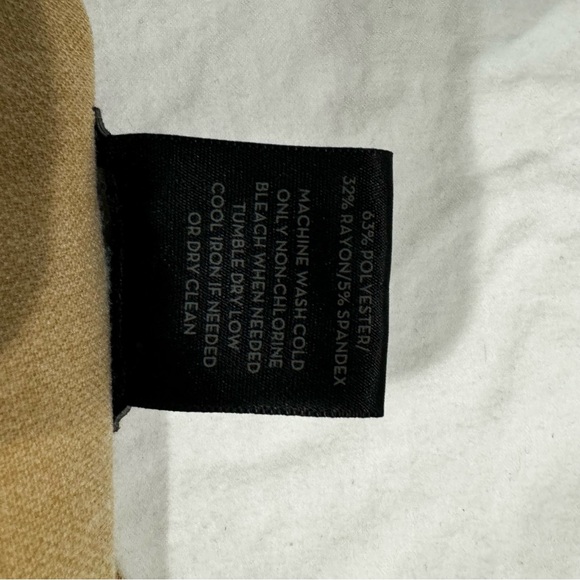 63% POLYESTER/
32% RAYON/5% SPANDEX
MACHINE WASH COLD
ONLY NON-CHLORINE
BLEACH WHEN NEEDED
TUMBLE DRY LOW
COOL IRON IF NEEDED
OR DRY CLEAN